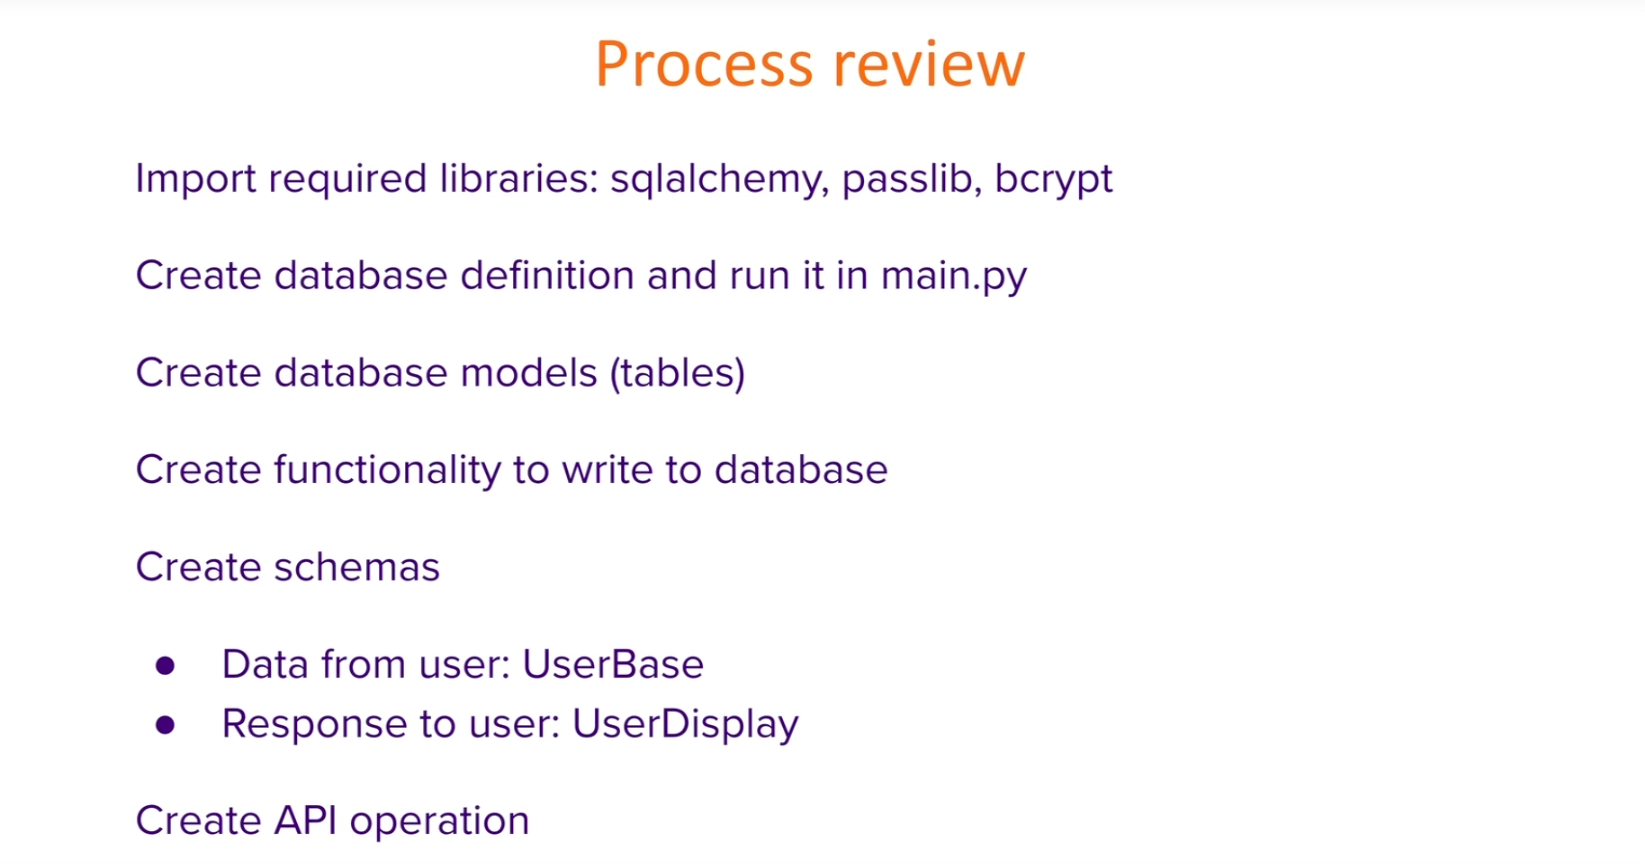 Process review
Import required libraries: sqlalchemy, passlib, bcrypt
Create database definition and run it in main.py
Create database models (tables)
Create functionality to write to database
Create schemas
● Data from user: UserBase
● Response to user: UserDisplay
Create API operation